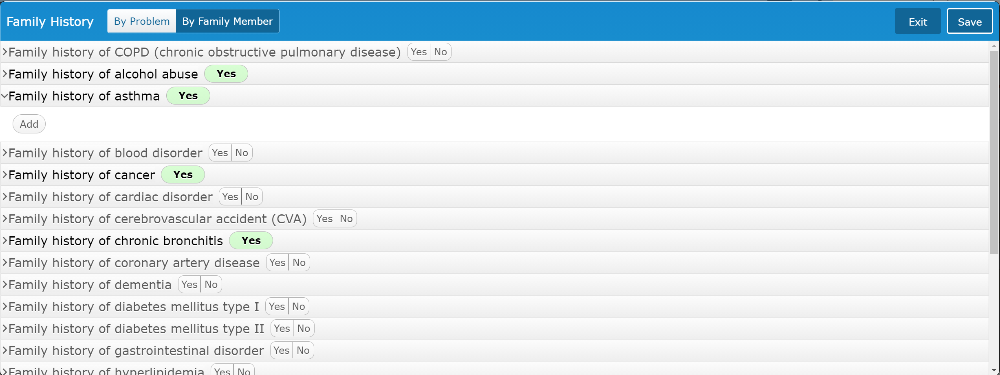 Family History By Problem By Family Member Exit Save
Family history of COPD (chronic obstructive pulmonary disease) Yes No
Family history of alcohol abuse Yes
Family history of asthma Yes
Add
Family history of blood disorder Yes No
Family history of cancer Yes
Family history of cardiac disorder Yes No
Family history of cerebrovascular accident (CVA) Yes No
Family history of chronic bronchitis Yes
Family history of coronary artery disease Yes No
Family history of dementia Yes No
Family history of diabetes mellitus type I Yes No
Family history of diabetes mellitus type II Yes No
Family history of gastrointestinal disorder Yes No
Family history of hyperlipidemia Yes No